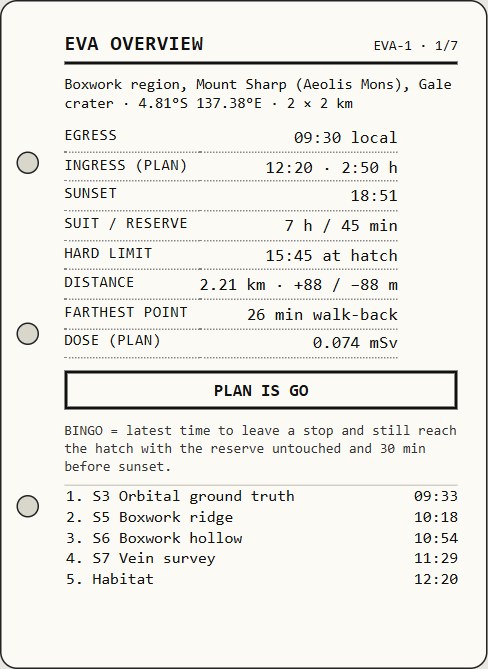 EVA OVERVIEW EVA-1 · 1/7
Boxwork region, Mount Sharp (Aeolis Mons), Gale
crater · 4.81°S 137.38°E · 2 × 2 km
EGRESS 09:30 local
INGRESS (PLAN) 12:20 · 2:50 h
SUNSET 18:51
SUIT / RESERVE 7 h / 45 min
HARD LIMIT 15:45 at hatch
DISTANCE 2.21 km · +88 / −88 m
FARTHEST POINT 26 min walk-back
DOSE (PLAN) 0.074 mSv
PLAN IS GO
BINGO = latest time to leave a stop and still reach
the hatch with the reserve untouched and 30 min
before sunset.
1. S3 Orbital ground truth 09:33
2. S5 Boxwork ridge 10:18
3. S6 Boxwork hollow 10:54
4. S7 Vein survey 11:29
5. Habitat 12:20